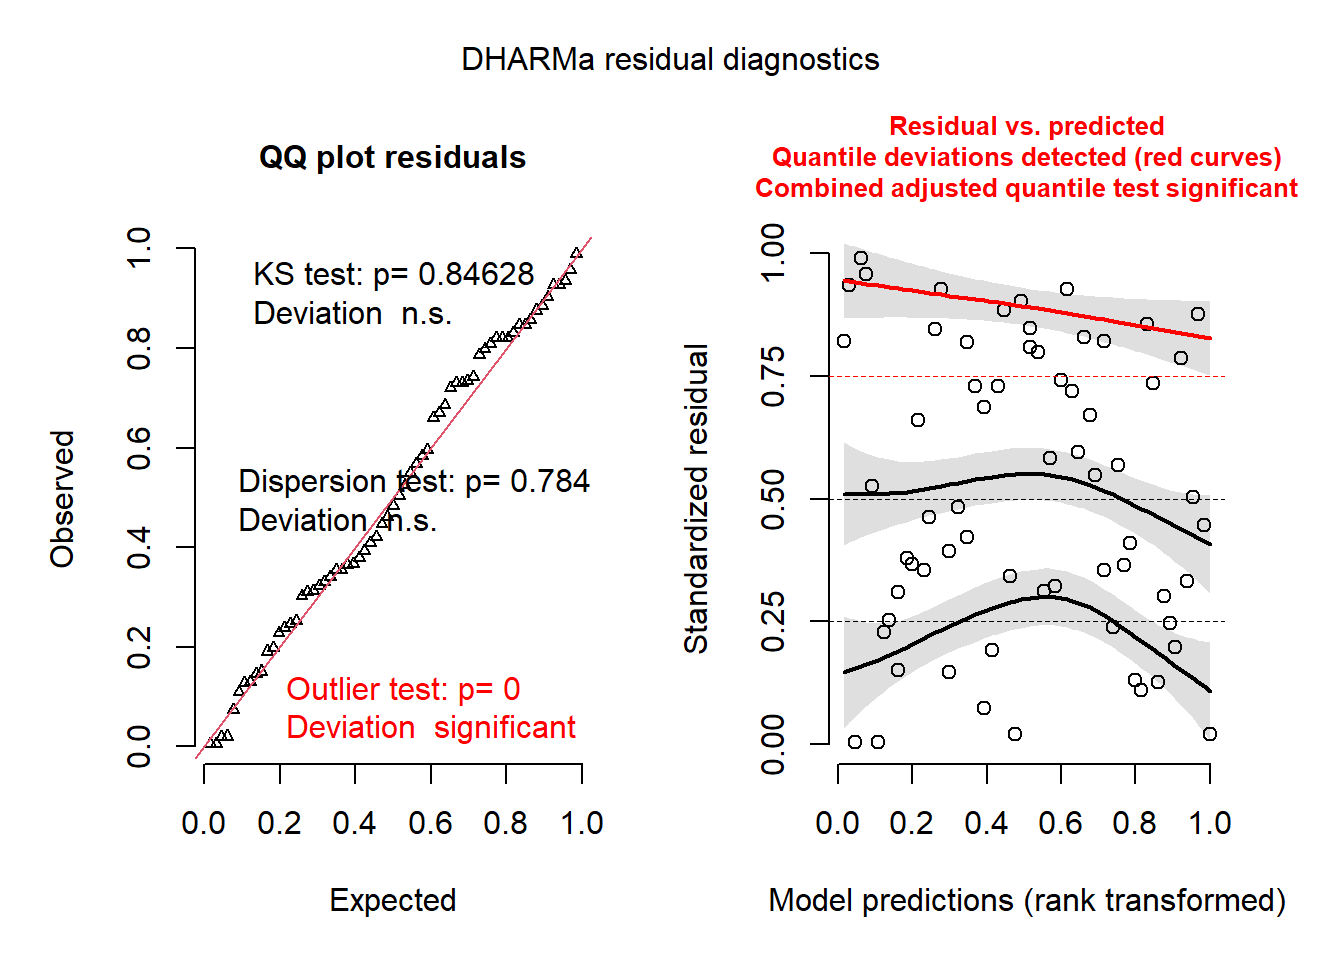 DHARMa residual diagnostics
QQ plot residuals
KS test: p= 0.84628
Deviation  n.s.
Dispersion test: p= 0.784
Deviation  n.s.
Outlier test: p= 0
Deviation  significant
Observed
0.0 0.2 0.4 0.6 0.8 1.0
0.0 0.2 0.4 0.6 0.8 1.0
Expected
Residual vs. predicted
Quantile deviations detected (red curves)
Combined adjusted quantile test significant
Standardized residual
0.00 0.25 0.50 0.75 1.00
0.0 0.2 0.4 0.6 0.8 1.0
Model predictions (rank transformed)